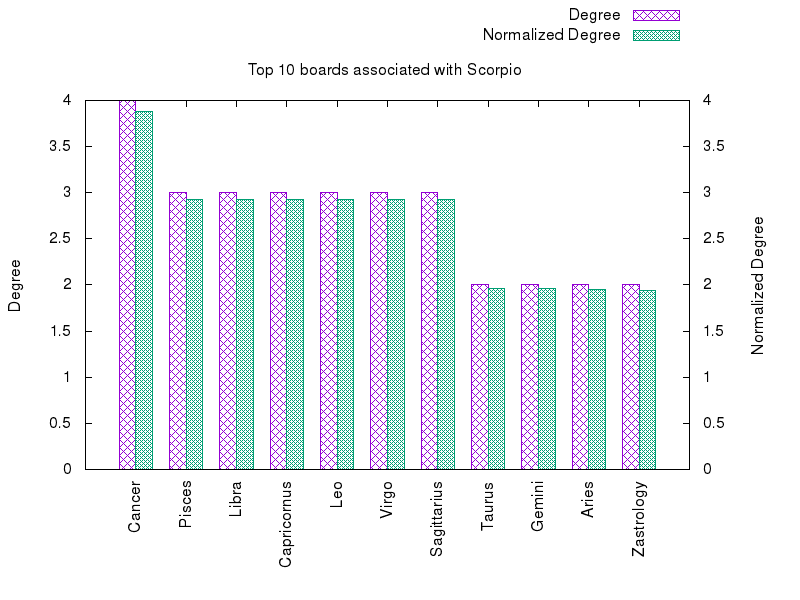 Degree
Normalized Degree
Top 10 boards associated with Scorpio
4 4
3.5 3.5
3 3
2.5 2.5
2 2
1.5 1.5
1 1
0.5 0.5
0 0
Degree
Normalized Degree
Cancer
Pisces
Libra
Capricornus
Leo
Virgo
Sagittarius
Taurus
Gemini
Aries
Zastrology